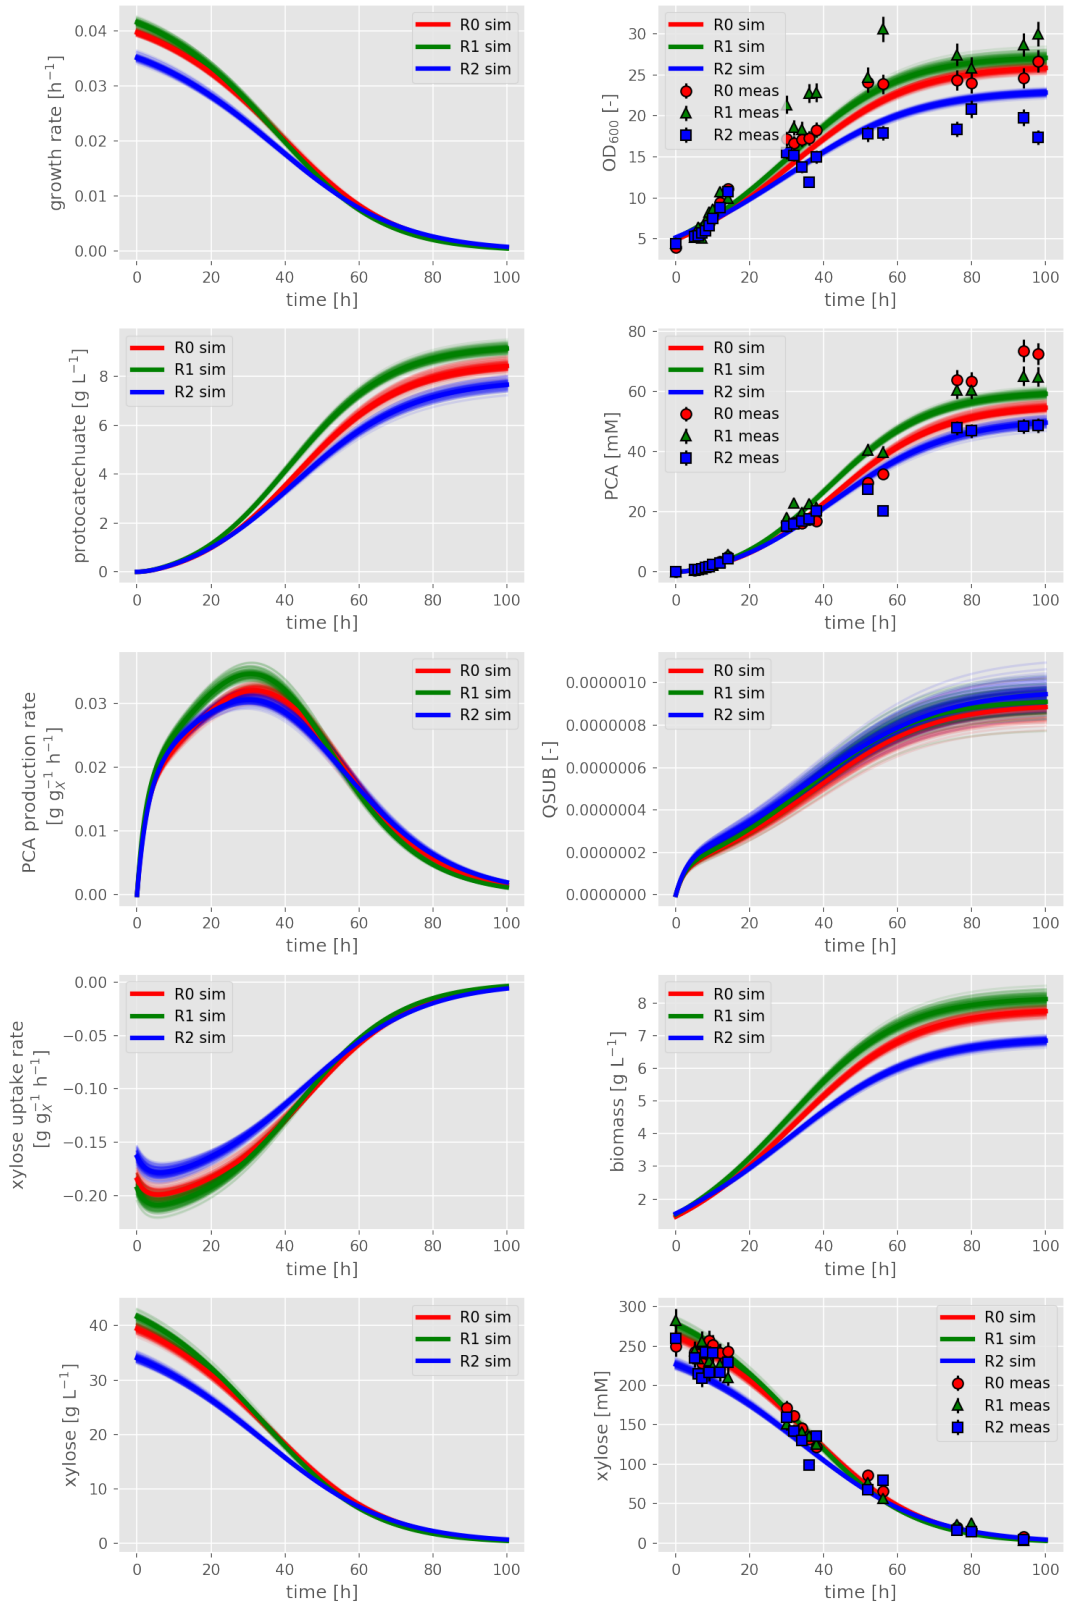 growth rate [h⁻¹]
0.04
0.03
0.02
0.01
0.00
R0 sim
R1 sim
R2 sim
0 20 40 60 80 100
time [h]
OD₆₀₀ [-]
30
25
20
15
10
5
R0 sim
R1 sim
R2 sim
R0 meas
R1 meas
R2 meas
0 20 40 60 80 100
time [h]
protocatechuate [g L⁻¹]
8
6
4
2
0
R0 sim
R1 sim
R2 sim
0 20 40 60 80 100
time [h]
PCA [mM]
80
60
40
20
0
R0 sim
R1 sim
R2 sim
R0 meas
R1 meas
R2 meas
0 20 40 60 80 100
time [h]
PCA production rate
[g g_X⁻¹ h⁻¹]
0.03
0.02
0.01
0.00
R0 sim
R1 sim
R2 sim
0 20 40 60 80 100
time [h]
QSUB [-]
0.0000010
0.0000008
0.0000006
0.0000004
0.0000002
0.0000000
R0 sim
R1 sim
R2 sim
0 20 40 60 80 100
time [h]
xylose uptake rate
[g g_X⁻¹ h⁻¹]
0.00
−0.05
−0.10
−0.15
−0.20
R0 sim
R1 sim
R2 sim
0 20 40 60 80 100
time [h]
biomass [g L⁻¹]
8
7
6
5
4
3
2
R0 sim
R1 sim
R2 sim
0 20 40 60 80 100
time [h]
xylose [g L⁻¹]
40
30
20
10
0
R0 sim
R1 sim
R2 sim
0 20 40 60 80 100
time [h]
xylose [mM]
300
250
200
150
100
50
0
R0 sim
R1 sim
R2 sim
R0 meas
R1 meas
R2 meas
0 20 40 60 80 100
time [h]